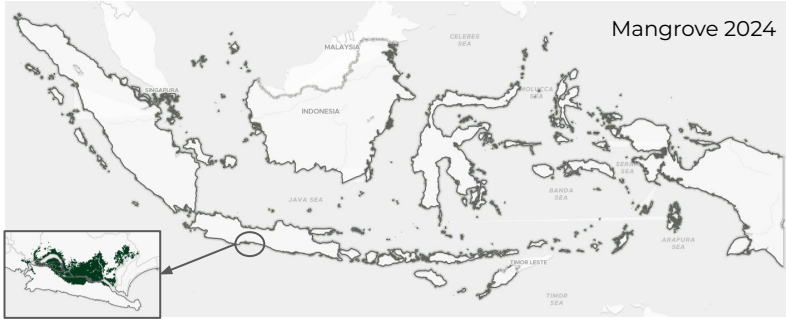 Mangrove 2024
CELEBES
SEA
MALAYSIA
SINGAPURA
MOLUCCA
SEA
INDONESIA
SERAM
SEA
BANDA
SEA
JAVA SEA
ARAFURA
SEA
TIMOR LESTE
TIMOR
SEA